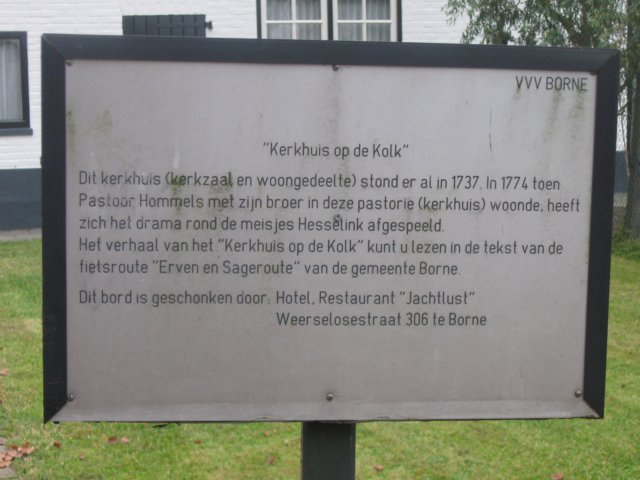 VVV BORNE
"Kerkhuis op de Kolk"
Dit kerkhuis (kerkzaal en woongedeelte) stond er al in 1737. In 1774 toen
Pastoor Hommels met zijn broer in deze pastorie (kerkhuis) woonde, heeft
zich het drama rond de meisjes Hesselink afgespeeld.
Het verhaal van het "Kerkhuis op de Kolk" kunt u lezen in de tekst van de
fietsroute "Erven en Sageroute" van de gemeente Borne.
Dit bord is geschonken door: Hotel, Restaurant "Jachtlust"
Weerselosestraat 306 te Borne